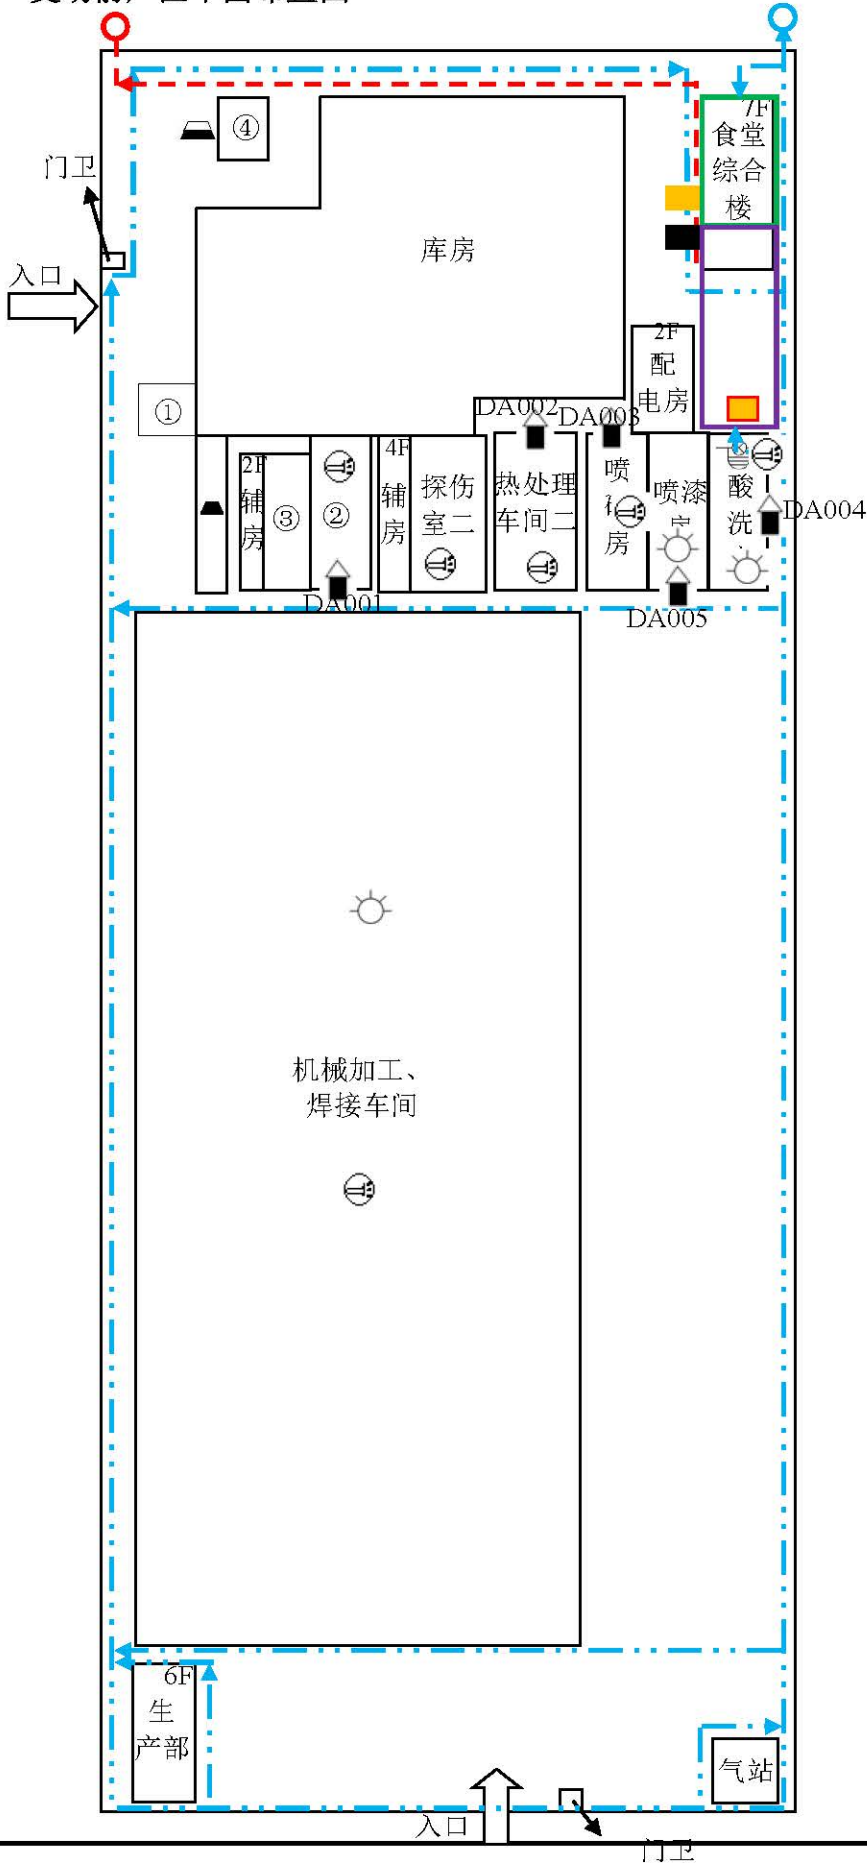 7F
食堂
综合
楼
④
门卫
入口
库房
2F
配
电房
①
DA002
DA003
2F
辅
房
③
②
4F
辅
房
探伤
室二
热处理
车间二
喷
房
喷漆
酸
洗
DA004
DA001
DA005
机械加工、
焊接车间
6F
生
产部
气站
入口
门卫